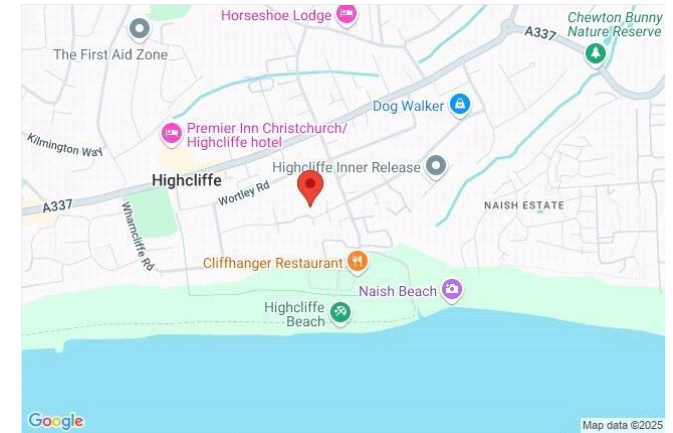 Horseshoe Lodge
Chewton Bunny
Nature Reserve
A337
The First Aid Zone
Dog Walker
Premier Inn Christchurch/
Highcliffe hotel
Kilmington Way
Highcliffe Inner Release
Highcliffe
Wortley Rd
A337
Wharncliffe Rd
NAISH ESTATE
Cliffhanger Restaurant
Naish Beach
Highcliffe
Beach
Google
Map data ©2025